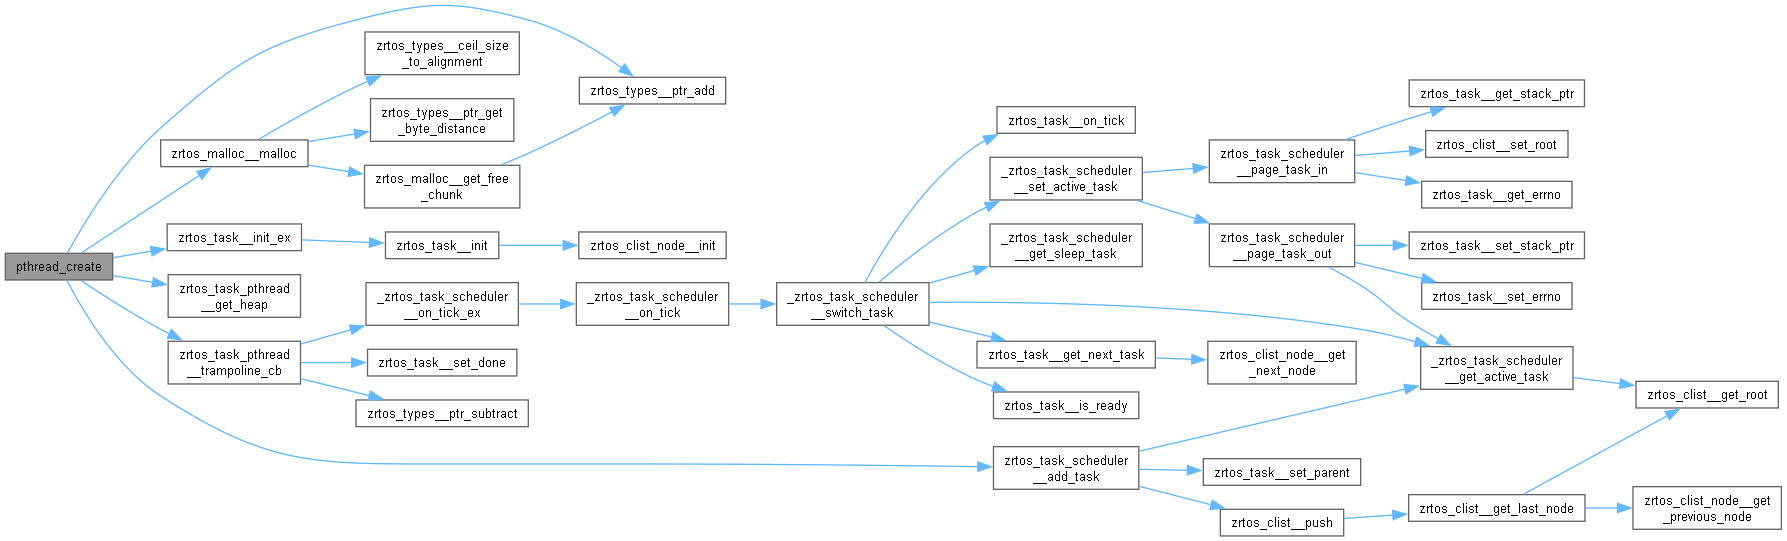 pthread_create
zrtos_types__ceil_size
_to_alignment
zrtos_types__ptr_get
_byte_distance
zrtos_malloc__malloc
zrtos_malloc__get_free
_chunk
zrtos_types__ptr_add
zrtos_task__init_ex
zrtos_task__init
zrtos_clist_node__init
zrtos_task_pthread
__get_heap
zrtos_task_pthread
__trampoline_cb
_zrtos_task_scheduler
__on_tick_ex
zrtos_task__set_done
zrtos_types__ptr_subtract
_zrtos_task_scheduler
__on_tick
_zrtos_task_scheduler
__switch_task
zrtos_task__on_tick
_zrtos_task_scheduler
__set_active_task
_zrtos_task_scheduler
__get_sleep_task
zrtos_task__get_next_task
zrtos_task__is_ready
zrtos_task_scheduler
__add_task
zrtos_task_scheduler
__page_task_in
zrtos_task_scheduler
__page_task_out
zrtos_clist_node__get
_next_node
zrtos_task__set_parent
zrtos_clist__push
zrtos_task__get_stack_ptr
zrtos_clist__set_root
zrtos_task__get_errno
zrtos_task__set_stack_ptr
zrtos_task__set_errno
_zrtos_task_scheduler
__get_active_task
zrtos_clist__get_last_node
zrtos_clist__get_root
zrtos_clist_node__get
_previous_node